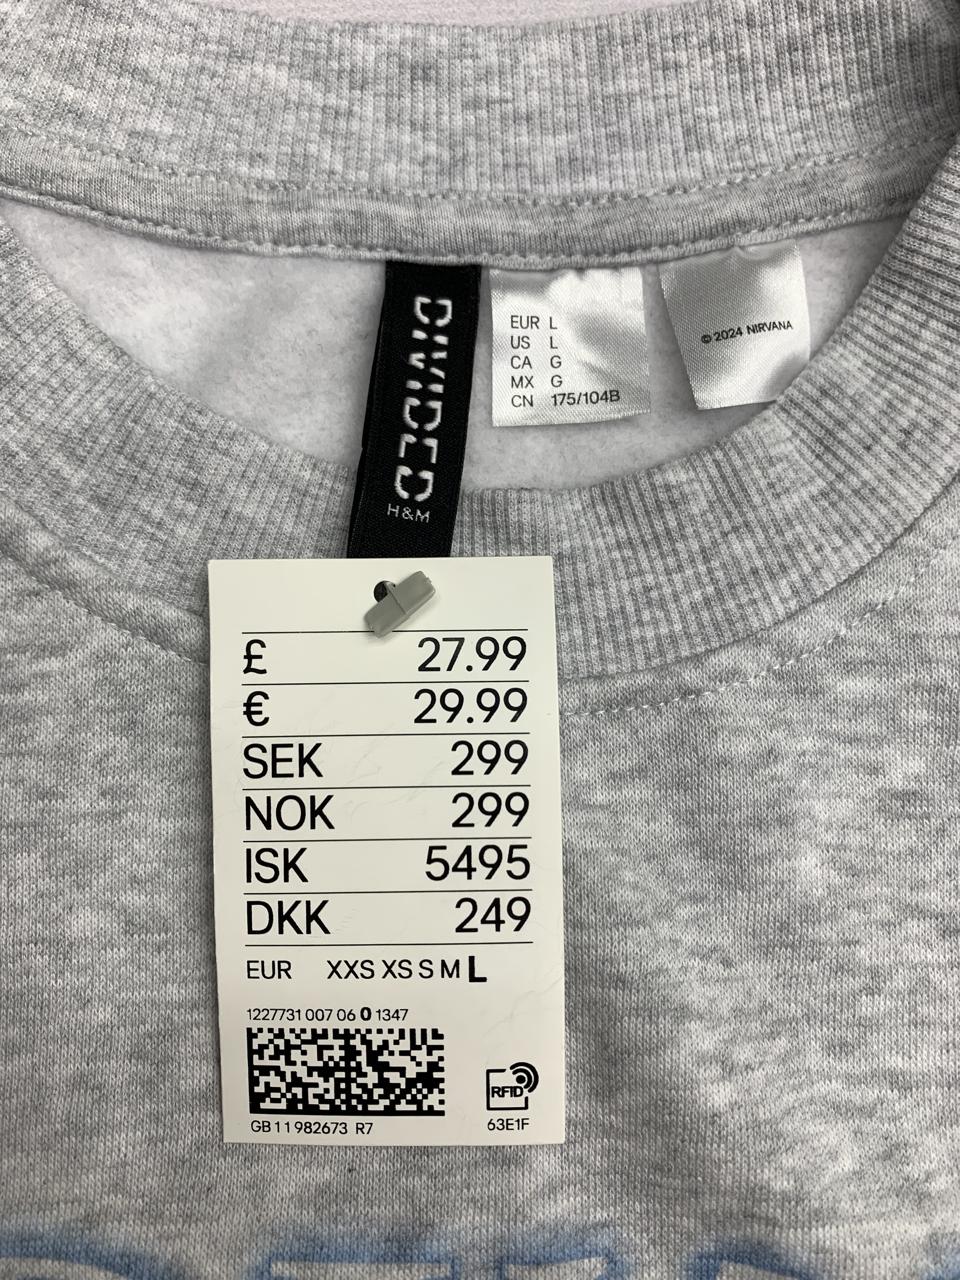 DIVIDED
H&M
EUR L
US L
CA G
MX G
CN 175/104B
© 2024 NIRVANA
£ 27.99
€ 29.99
SEK 299
NOK 299
ISK 5495
DKK 249
EUR XXS XS S M L
1227731 007 06 0 1347
RFID
GB 11 982673 R7
63E1F